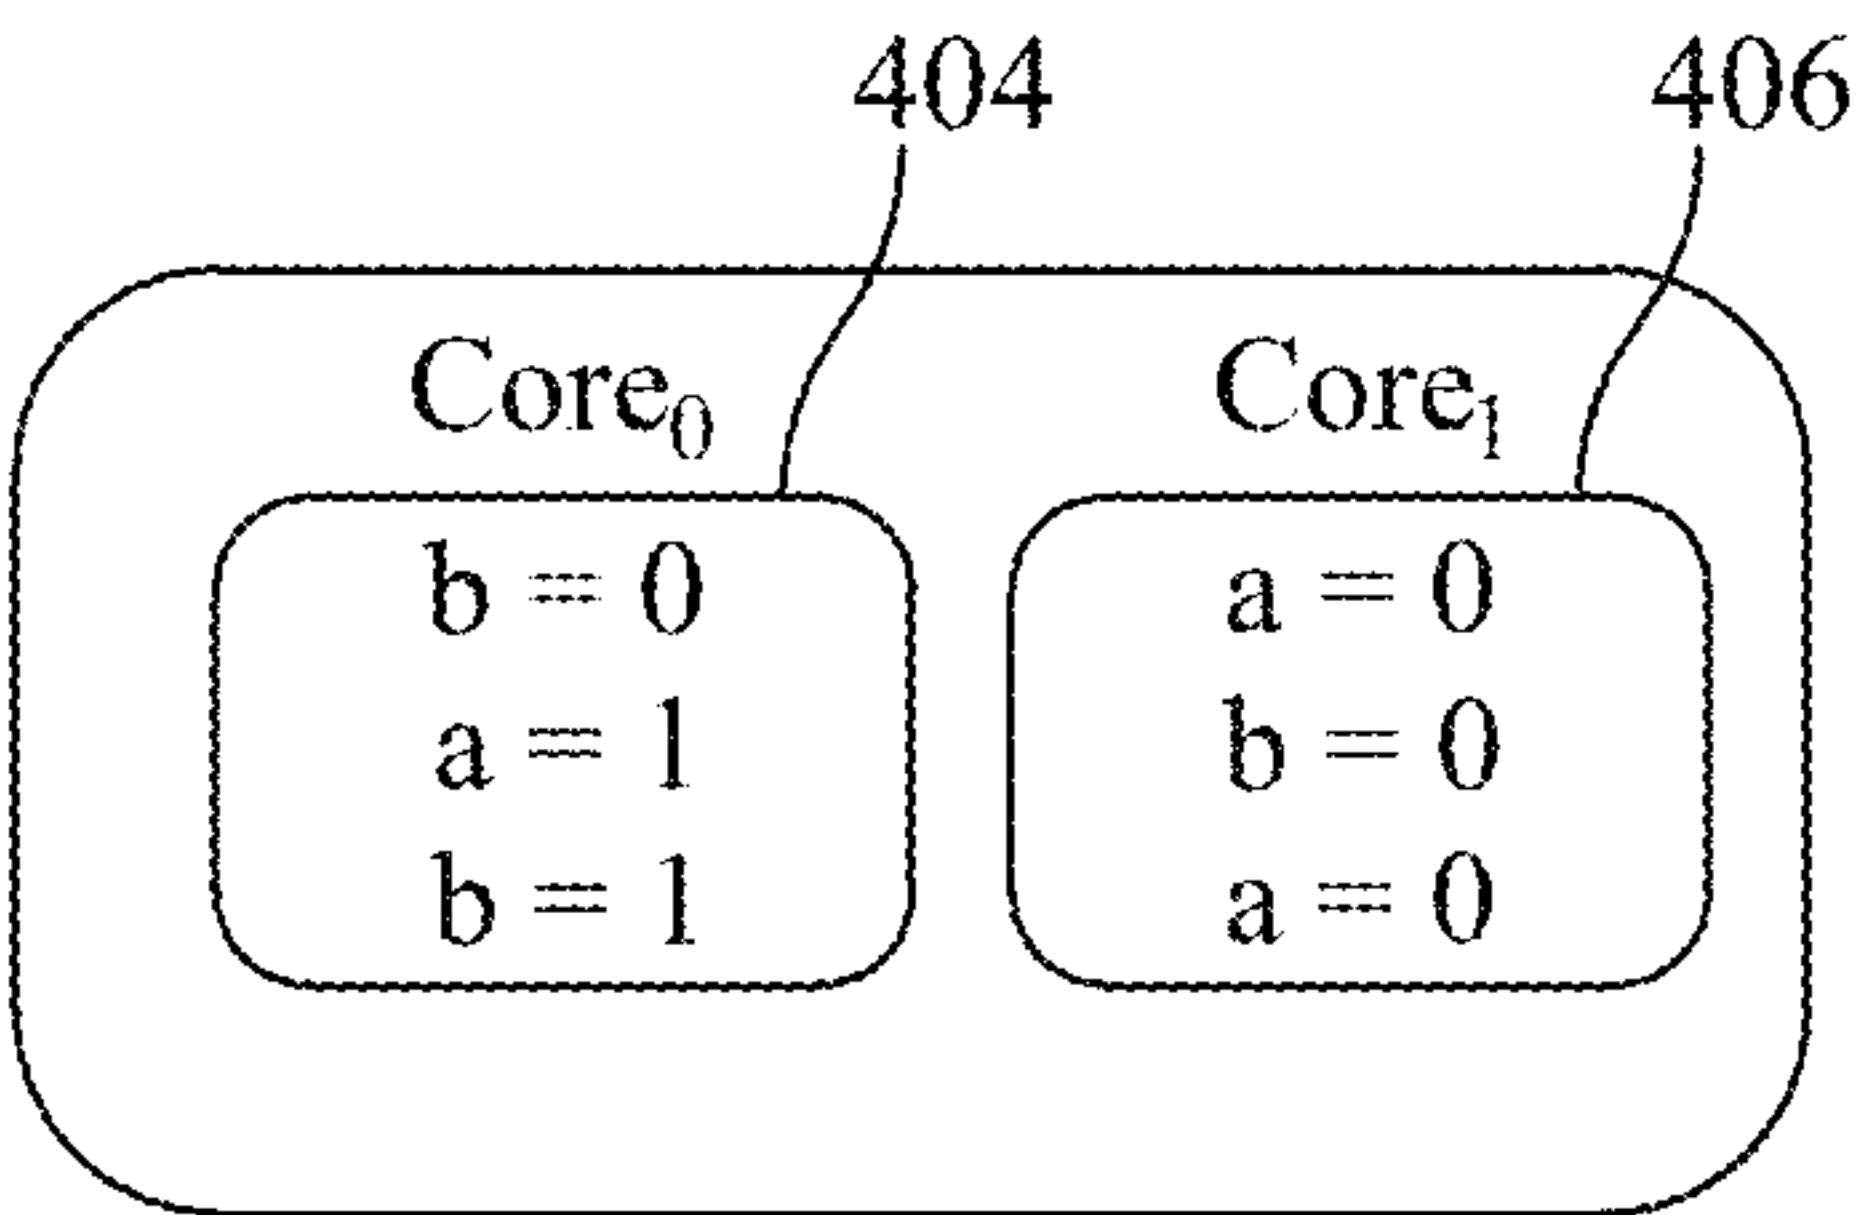 404 406
Core₀ Core₁
b = 0 a = 0
a = 1 b = 0
b = 1 a = 0